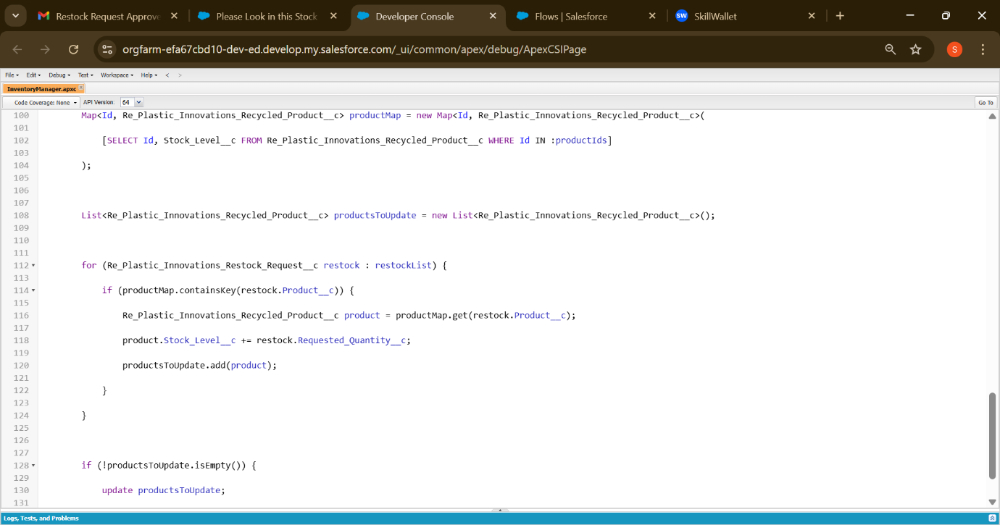 Restock Request Approve
Please Look in this Stock
Developer Console
Flows | Salesforce
SW SkillWallet
orgfarm-efa67cbd10-dev-ed.develop.my.salesforce.com/_ui/common/apex/debug/ApexCSIPage
S
File Edit Debug Test Workspace Help < >
InventoryManager.apxc
Code Coverage: None API Version: 64 Go To
100 Map<Id, Re_Plastic_Innovations_Recycled_Product__c> productMap = new Map<Id, Re_Plastic_Innovations_Recycled_Product__c>(
101
102 [SELECT Id, Stock_Level__c FROM Re_Plastic_Innovations_Recycled_Product__c WHERE Id IN :productIds]
103
104 );
105
106
107
108 List<Re_Plastic_Innovations_Recycled_Product__c> productsToUpdate = new List<Re_Plastic_Innovations_Recycled_Product__c>();
109
110
111
112 for (Re_Plastic_Innovations_Restock_Request__c restock : restockList) {
113
114 if (productMap.containsKey(restock.Product__c)) {
115
116 Re_Plastic_Innovations_Recycled_Product__c product = productMap.get(restock.Product__c);
117
118 product.Stock_Level__c += restock.Requested_Quantity__c;
119
120 productsToUpdate.add(product);
121
122 }
123
124 }
125
126
127
128 if (!productsToUpdate.isEmpty()) {
129
130 update productsToUpdate;
131
Logs, Tests, and Problems